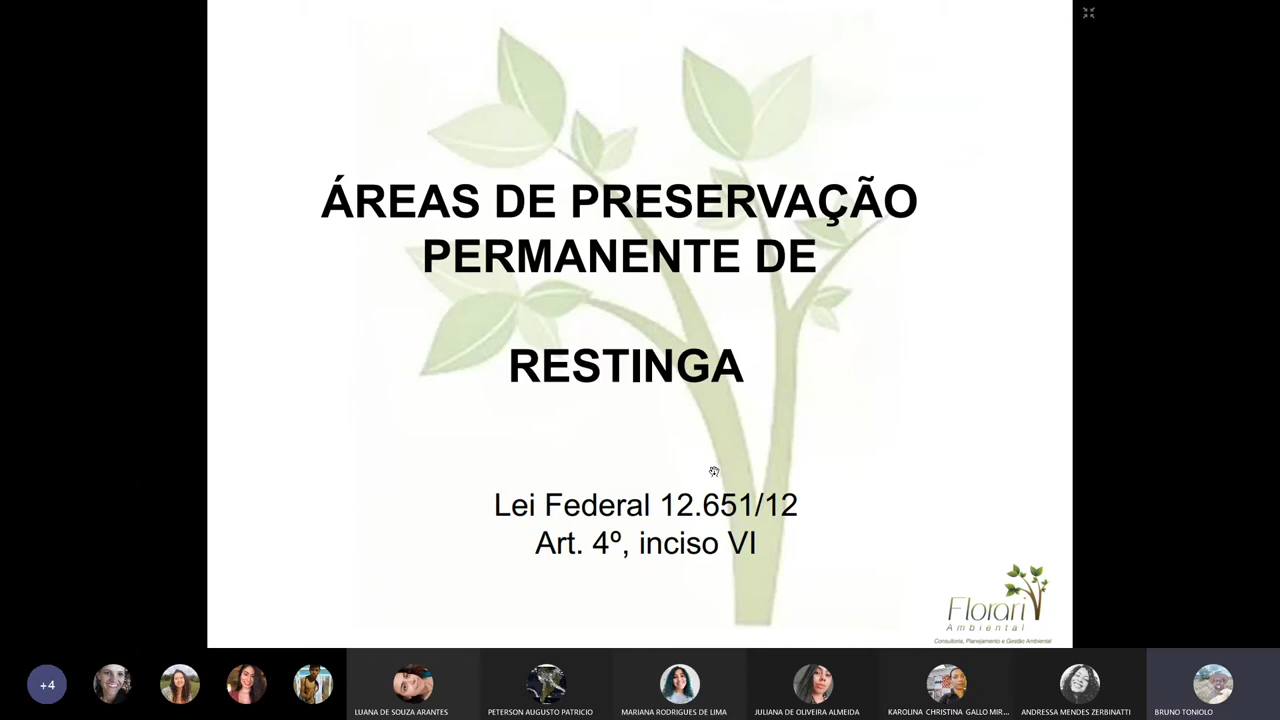 ÁREAS DE PRESERVAÇÃO
PERMANENTE DE
RESTINGA
Lei Federal 12.651/12
Art. 4º, inciso VI
Florari
Ambiental
Consultoria, Planejamento e Gestão Ambiental
+4
LUANA DE SOUZA ARANTES
PETERSON AUGUSTO PATRICIO
MARIANA RODRIGUES DE LIMA
JULIANA DE OLIVEIRA ALMEIDA
KAROLINA CHRISTINA GALLO MIR...
ANDRESSA MENDES ZERBINATTI
BRUNO TONIOLO